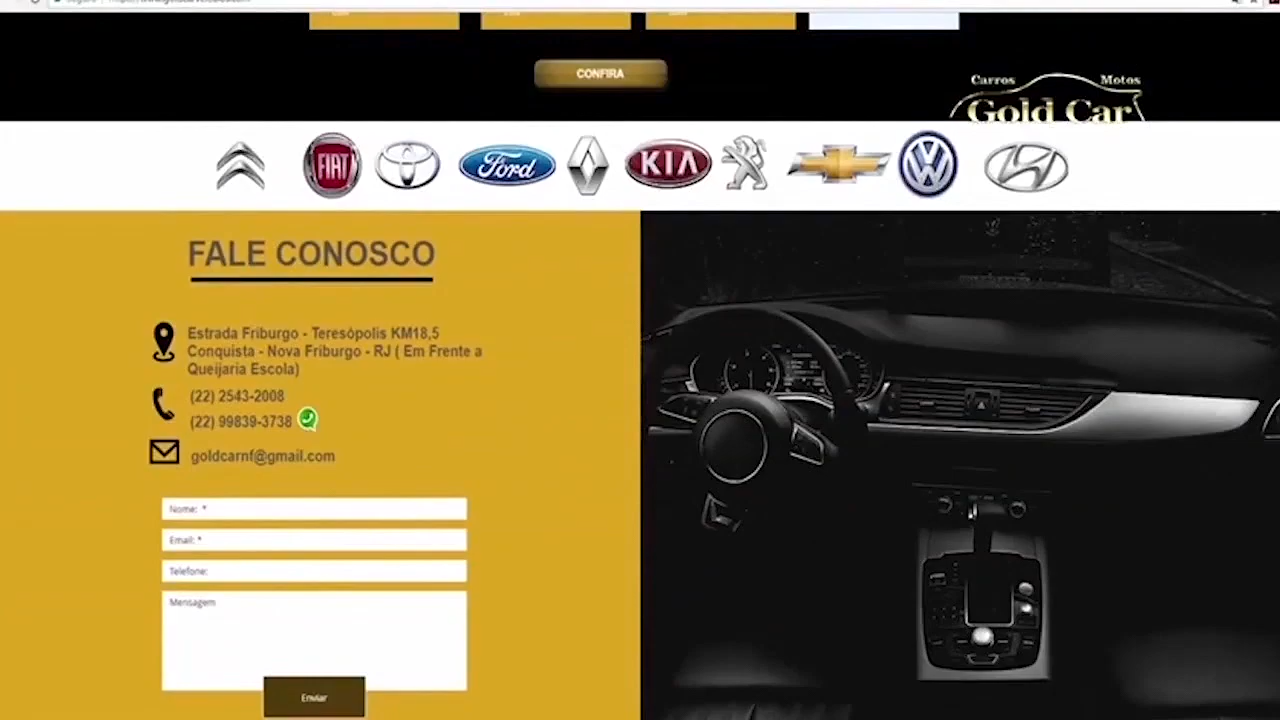 CONFIRA
Carros Motos
Gold Car
FIAT
Ford
KIA
FALE CONOSCO
Estrada Friburgo - Teresópolis KM18,5
Conquista - Nova Friburgo - RJ ( Em Frente a
Queijaria Escola)
(22) 2543-2008
(22) 99839-3738
goldcarnf@gmail.com
Nome: *
Email: *
Telefone:
Mensagem
Enviar